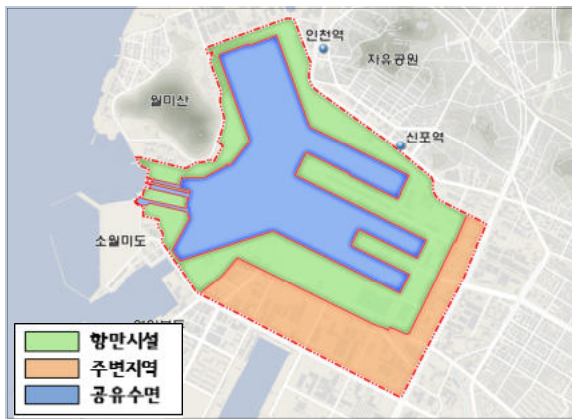 인천역
자유공원
월미산
신포역
소월미도
항만시설
주변지역
공유수면